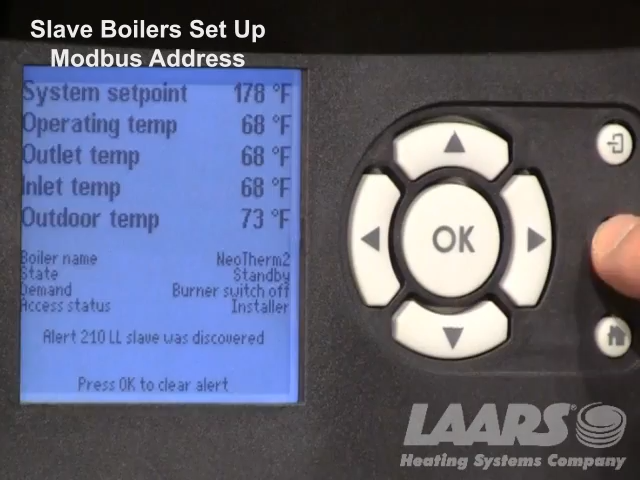 Slave Boilers Set Up
Modbus Address
System setpoint 178 °F
Operating temp 68 °F
Outlet temp 68 °F
Inlet temp 68 °F
Outdoor temp 73 °F
Boiler name NeoTherm2
State Standby
Demand Burner switch off
Access status Installer
Alert 210 LL slave was discovered
Press OK to clear alert
OK
LAARS®
Heating Systems Company